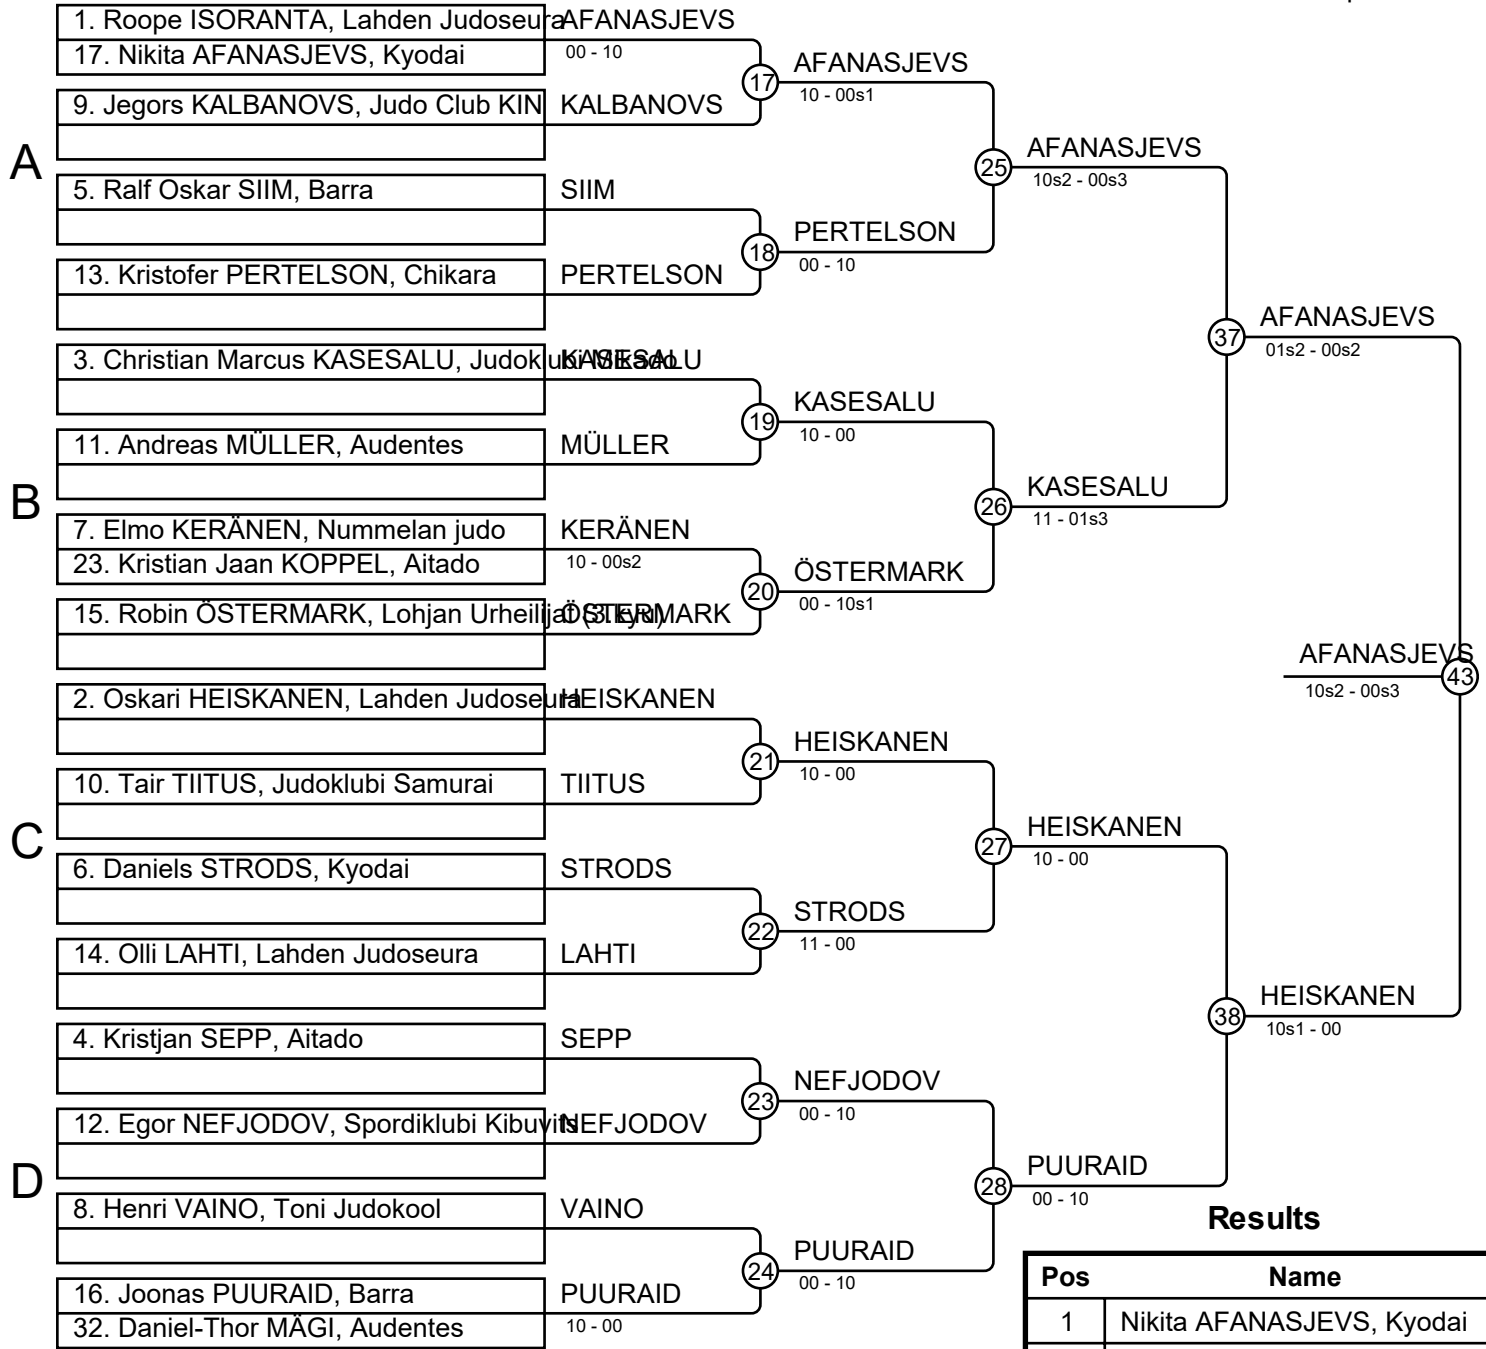 A
1. Roope ISORANTA, Lahden Judoseura
17. Nikita AFANASJEVS, Kyodai
AFANASJEVS
00 - 10
9. Jegors KALBANOVS, Judo Club KIN
KALBANOVS
17
AFANASJEVS
10 - 00s1
5. Ralf Oskar SIIM, Barra
SIIM
13. Kristofer PERTELSON, Chikara
PERTELSON
18
PERTELSON
00 - 10
25
AFANASJEVS
10s2 - 00s3
B
3. Christian Marcus KASESALU, Judoklubi Mikado
KASESALU
11. Andreas MÜLLER, Audentes
MÜLLER
19
KASESALU
10 - 00
7. Elmo KERÄNEN, Nummelan judo
23. Kristian Jaan KOPPEL, Aitado
KERÄNEN
10 - 00s2
15. Robin ÖSTERMARK, Lohjan Urheilijat (3.kyu)
ÖSTERMARK
20
ÖSTERMARK
00 - 10s1
26
KASESALU
11 - 01s3
37
AFANASJEVS
01s2 - 00s2
C
2. Oskari HEISKANEN, Lahden Judoseura
HEISKANEN
10. Tair TIITUS, Judoklubi Samurai
TIITUS
21
HEISKANEN
10 - 00
6. Daniels STRODS, Kyodai
STRODS
14. Olli LAHTI, Lahden Judoseura
LAHTI
22
STRODS
11 - 00
27
HEISKANEN
10 - 00
D
4. Kristjan SEPP, Aitado
SEPP
12. Egor NEFJODOV, Spordiklubi Kibuvits
NEFJODOV
23
NEFJODOV
00 - 10
8. Henri VAINO, Toni Judokool
VAINO
16. Joonas PUURAID, Barra
32. Daniel-Thor MÄGI, Audentes
PUURAID
10 - 00
24
PUURAID
00 - 10
28
PUURAID
00 - 10
38
HEISKANEN
10s1 - 00
AFANASJEVS
43
10s2 - 00s3
Results
Pos Name
1 Nikita AFANASJEVS, Kyodai